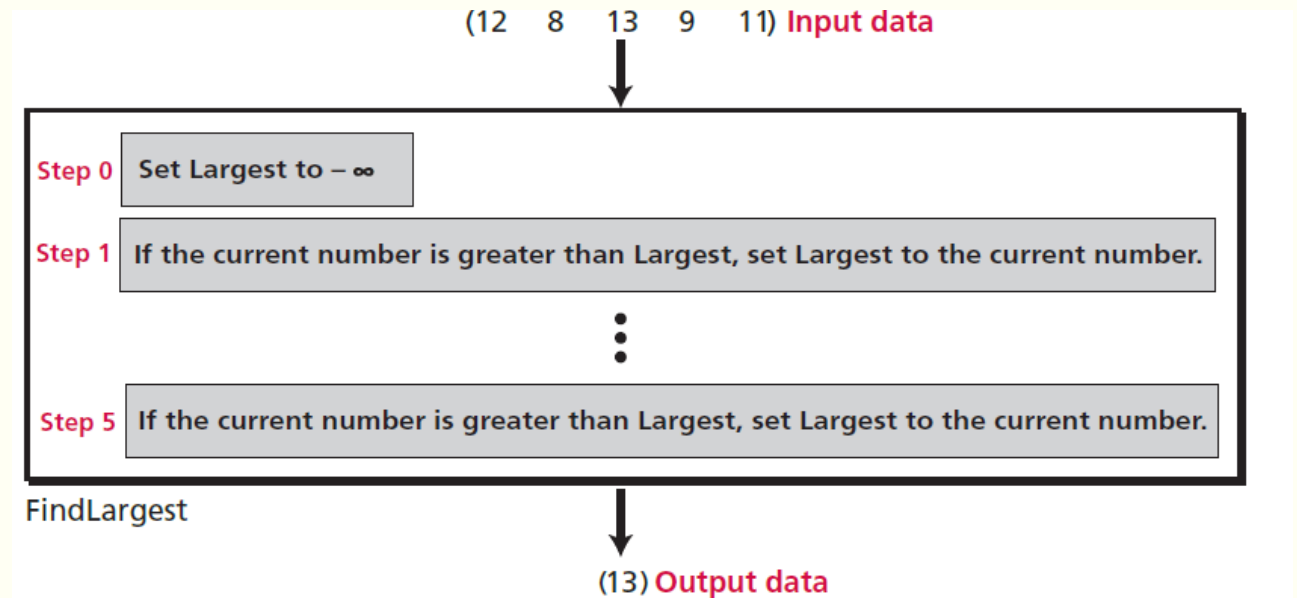 (12 8 13 9 11) Input data
Step 0 Set Largest to – ∞
Step 1 If the current number is greater than Largest, set Largest to the current number.
Step 5 If the current number is greater than Largest, set Largest to the current number.
FindLargest
(13) Output data